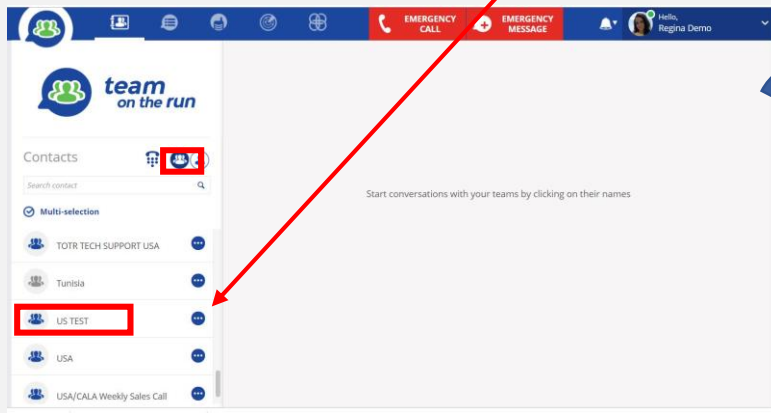 EMERGENCY
CALL
EMERGENCY
MESSAGE
Hello,
Regina Demo
team
on the run
Contacts
Search contact
Multi-selection
TOTR TECH SUPPORT USA
Tunisia
US TEST
USA
USA/CALA Weekly Sales Call
Start conversations with your teams by clicking on their names